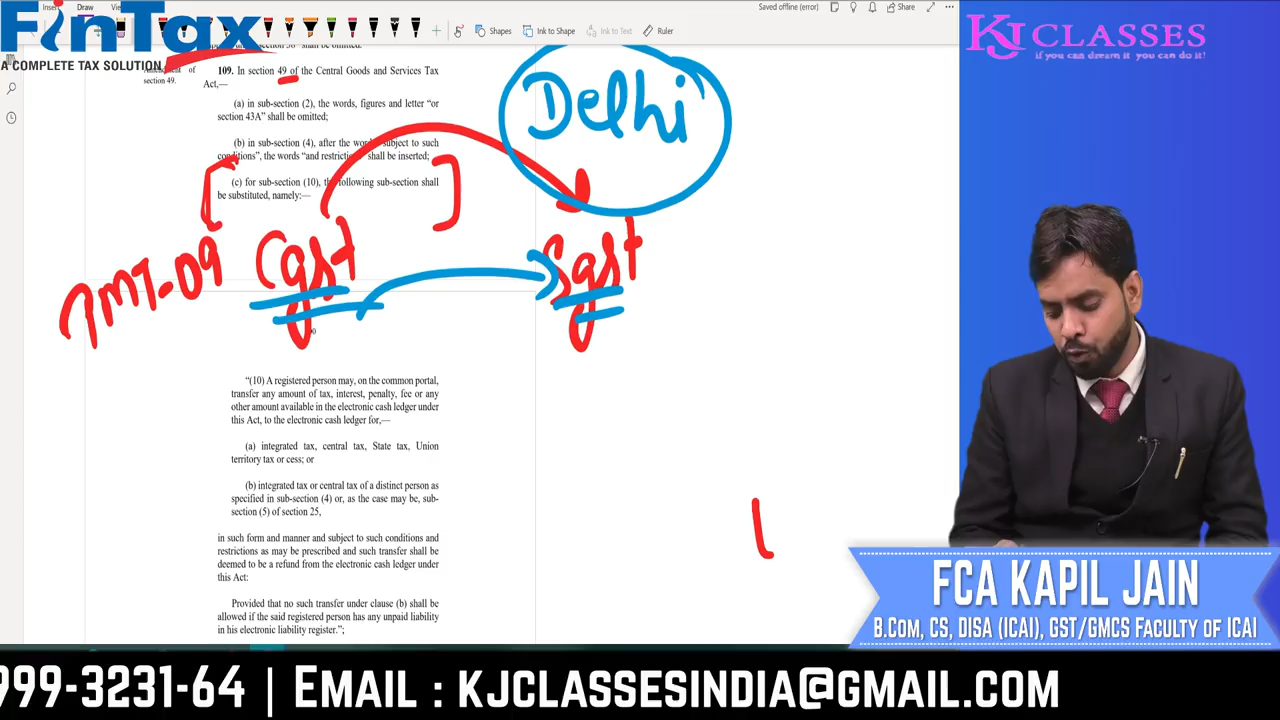 Insert
Draw
Saved offline (error)
Share
FinTax
A COMPLETE TAX SOLUTION
Shapes
Ink to Shape
Ink to Text
Ruler
KJ CLASSES
if you can dream it you can do it!
shall be omitted.
Amendment of
section 49.
109. In section 49 of the Central Goods and Services Tax
Act,—
(a) in sub-section (2), the words, figures and letter "or
section 43A" shall be omitted;
(b) in sub-section (4), after the words "subject to such
conditions", the words "and restrictions" shall be inserted;
(c) for sub-section (10), the following sub-section shall
be substituted, namely:—
Delhi
PMT-09 Cgst Sgst
"(10) A registered person may, on the common portal,
transfer any amount of tax, interest, penalty, fee or any
other amount available in the electronic cash ledger under
this Act, to the electronic cash ledger for,—
(a) integrated tax, central tax, State tax, Union
territory tax or cess; or
(b) integrated tax or central tax of a distinct person as
specified in sub-section (4) or, as the case may be, sub-
section (5) of section 25,
in such form and manner and subject to such conditions and
restrictions as may be prescribed and such transfer shall be
deemed to be a refund from the electronic cash ledger under
this Act:
Provided that no such transfer under clause (b) shall be
allowed if the said registered person has any unpaid liability
in his electronic liability register.";
FCA KAPIL JAIN
B.Com, CS, DISA (ICAI), GST/GMCS Faculty of ICAI
999-3231-64 | Email : kjclassesindia@gmail.com